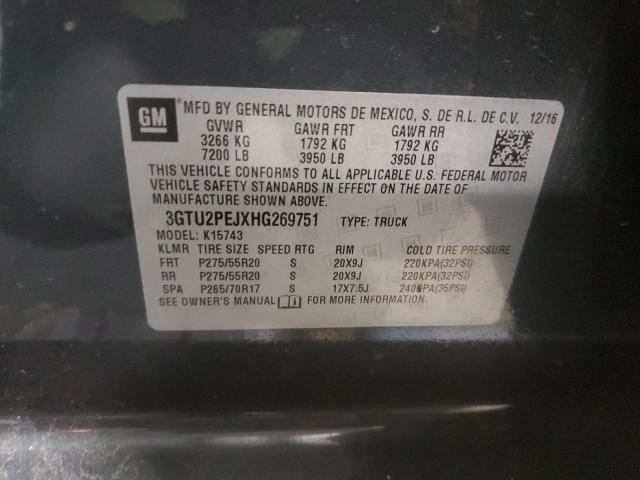 GM MFD BY GENERAL MOTORS DE MEXICO, S. DE R.L. DE C.V. 12/16
GVWR GAWR FRT GAWR RR
3266 KG 1792 KG 1792 KG
7200 LB 3950 LB 3950 LB
THIS VEHICLE CONFORMS TO ALL APPLICABLE U.S. FEDERAL MOTOR
VEHICLE SAFETY STANDARDS IN EFFECT ON THE DATE OF
MANUFACTURE SHOWN ABOVE.
3GTU2PEJXHG269751 TYPE: TRUCK
MODEL: K15743
KLMR TIRE SIZE SPEED RTG RIM COLD TIRE PRESSURE
FRT P275/55R20 S 20X9J 220KPA(32PSI)
RR P275/55R20 S 20X9J 220KPA(32PSI)
SPA P265/70R17 S 17X7.5J 240KPA(35PSI)
SEE OWNER'S MANUAL FOR MORE INFORMATION.